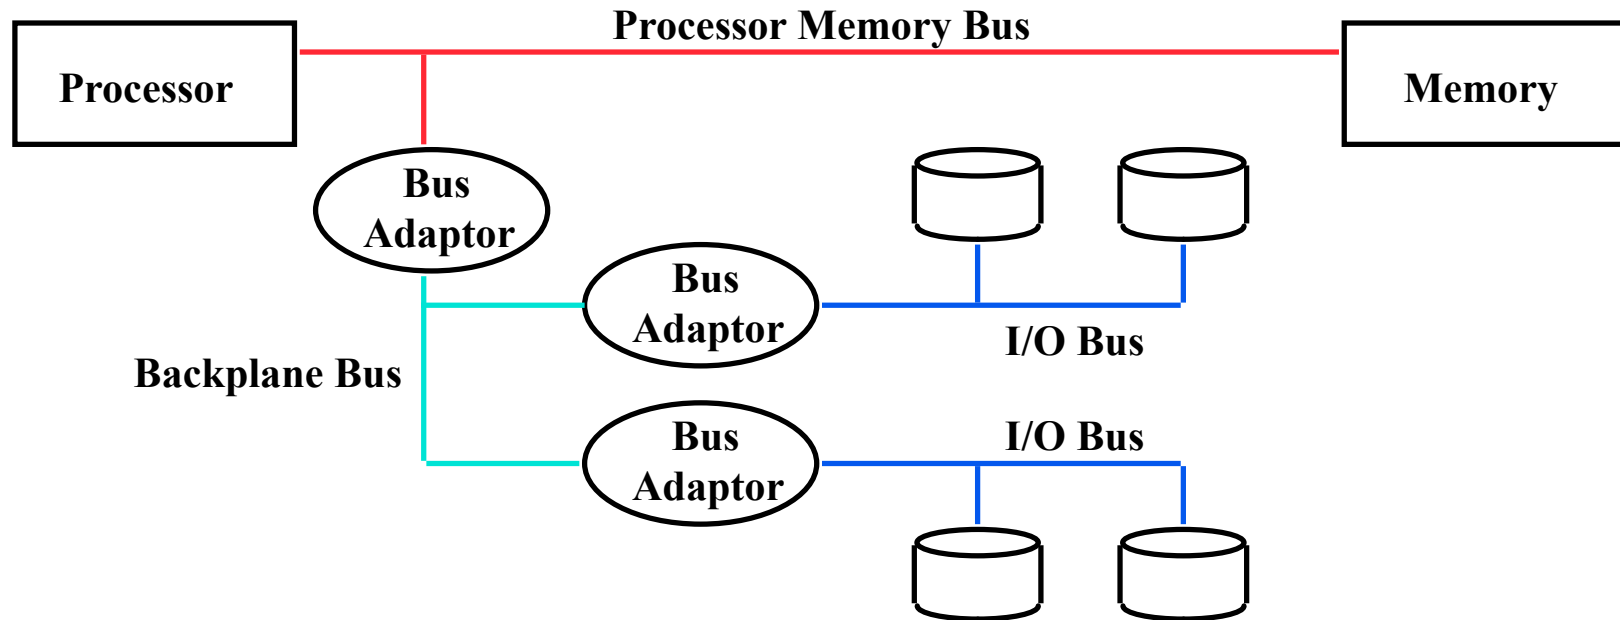 Processor Memory Bus
Processor
Memory
Bus
Adaptor
Bus
Adaptor
I/O Bus
Backplane Bus
Bus
Adaptor
I/O Bus